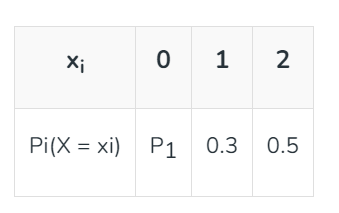 xᵢ 0 1 2
Pi(X = xi) P1 0.3 0.5